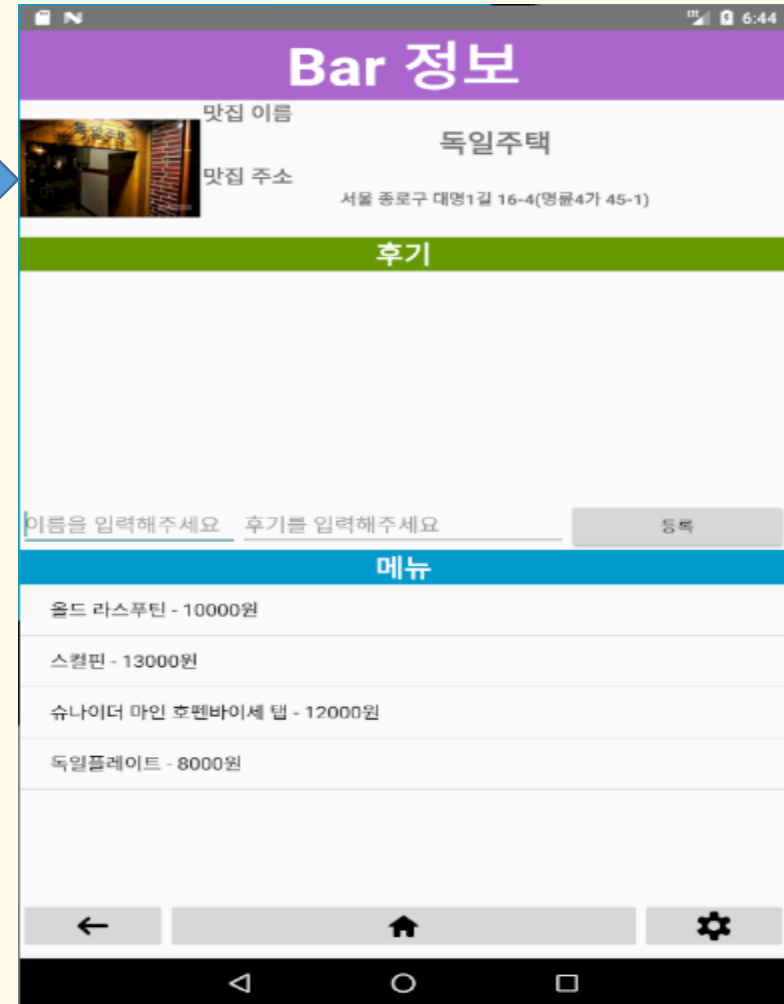 6:44
Bar 정보
맛집 이름
독일주택
맛집 주소
서울 종로구 대명1길 16-4(명륜4가 45-1)
후기
이름을 입력해주세요 후기를 입력해주세요 등록
메뉴
올드 라스푸틴 - 10000원
스컬핀 - 13000원
슈나이더 마인 호펜바이세 탭 - 12000원
독일플레이트 - 8000원